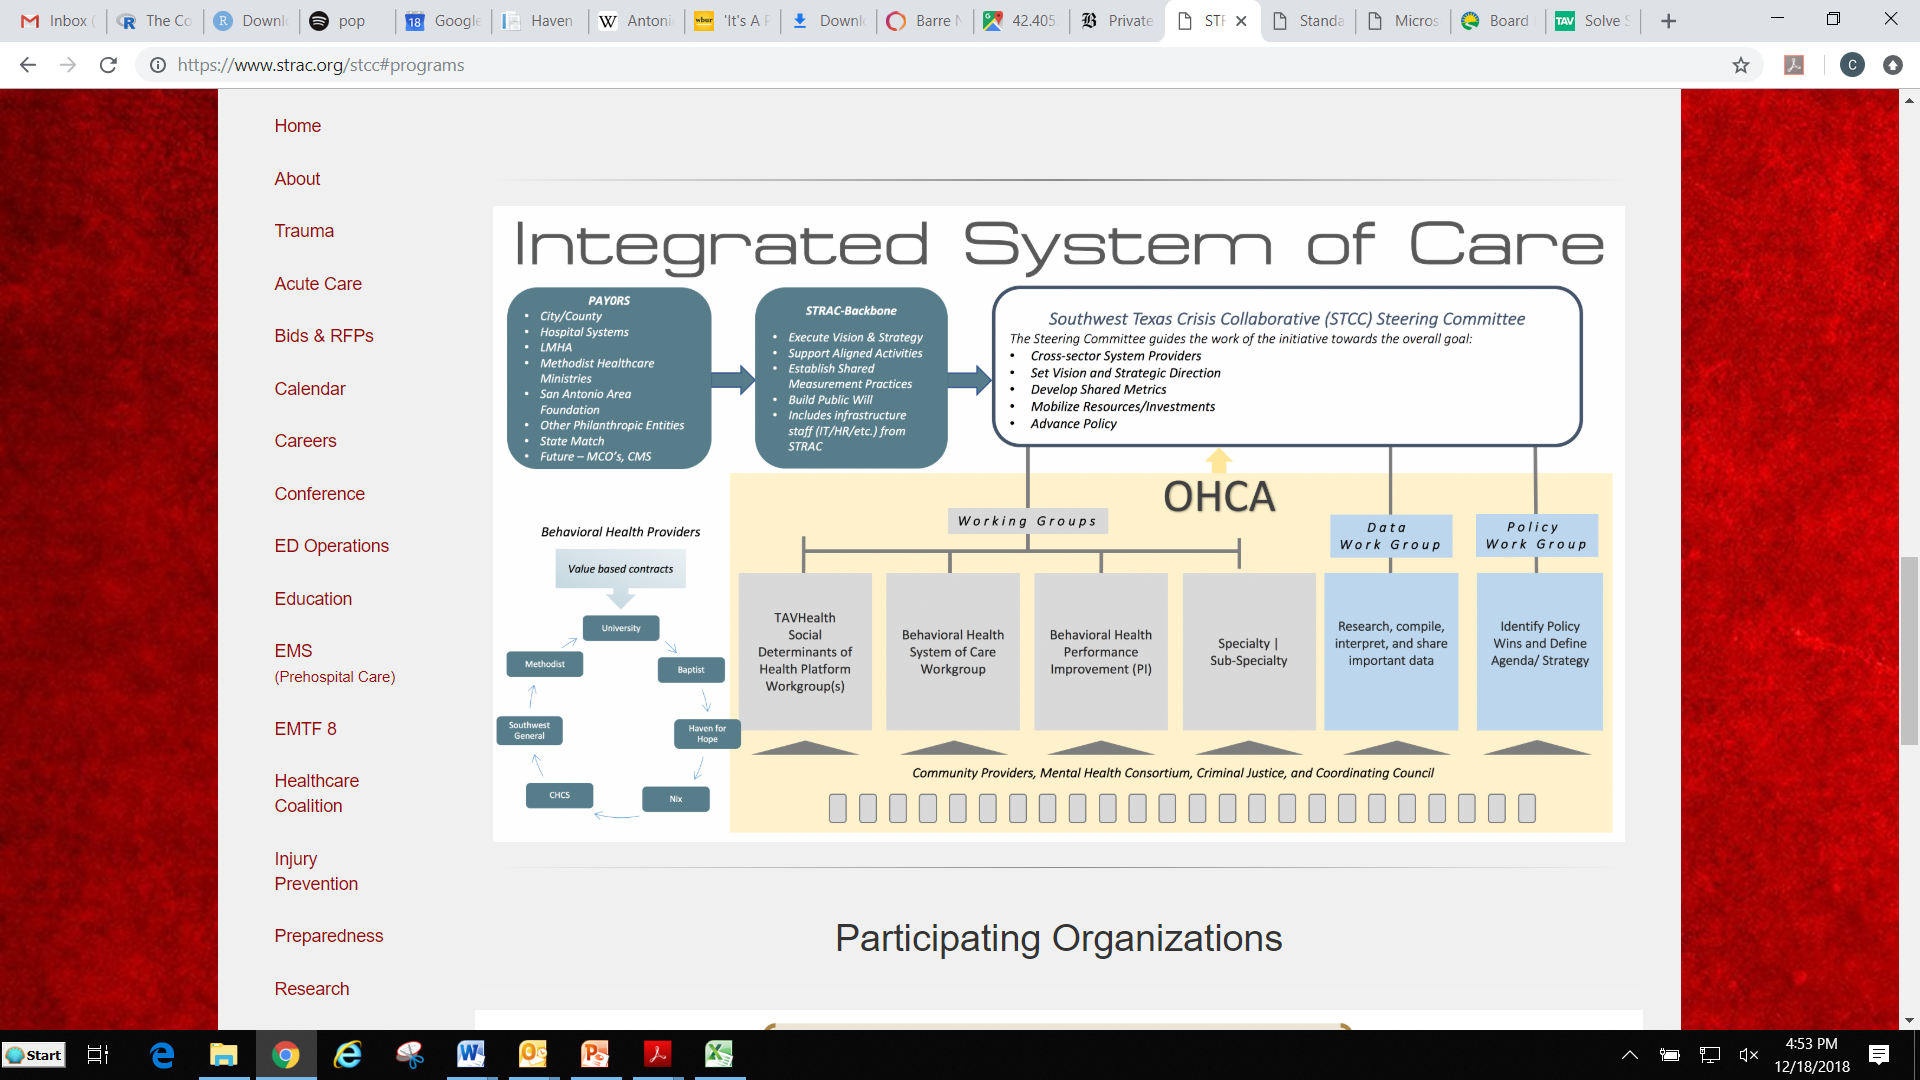 Inbox (
The Co
Downl
pop
18
Google
Haven
W
Antoni
wbur
'It's A P
Downl
Barre N
42.405
Private
STF
Standa
Micros
Board
TAV
Solve S
https://www.strac.org/stcc#programs
C
Home
About
Trauma
Acute Care
Bids & RFPs
Calendar
Careers
Conference
ED Operations
Education
EMS
(Prehospital Care)
EMTF 8
Healthcare
Coalition
Injury
Prevention
Preparedness
Research
Integrated System of Care
PAYORS
• City/County
• Hospital Systems
• LMHA
• Methodist Healthcare
Ministries
• San Antonio Area
Foundation
• Other Philanthropic Entities
• State Match
• Future – MCO's, CMS
STRAC-Backbone
• Execute Vision & Strategy
• Support Aligned Activities
• Establish Shared
Measurement Practices
• Build Public Will
• Includes infrastructure
staff (IT/HR/etc.) from
STRAC
Southwest Texas Crisis Collaborative (STCC) Steering Committee
The Steering Committee guides the work of the initiative towards the overall goal:
• Cross-sector System Providers
• Set Vision and Strategic Direction
• Develop Shared Metrics
• Mobilize Resources/Investments
• Advance Policy
OHCA
Working Groups
Data
Work Group
Policy
Work Group
Behavioral Health Providers
Value based contracts
University
Baptist
Haven for
Hope
Nix
CHCS
Southwest
General
Methodist
TAVHealth
Social
Determinants of
Health Platform
Workgroup(s)
Behavioral Health
System of Care
Workgroup
Behavioral Health
Performance
Improvement (PI)
Specialty |
Sub-Specialty
Research, compile,
interpret, and share
important data
Identify Policy
Wins and Define
Agenda/ Strategy
Community Providers, Mental Health Consortium, Criminal Justice, and Coordinating Council
Participating Organizations
Start
4:53 PM
12/18/2018